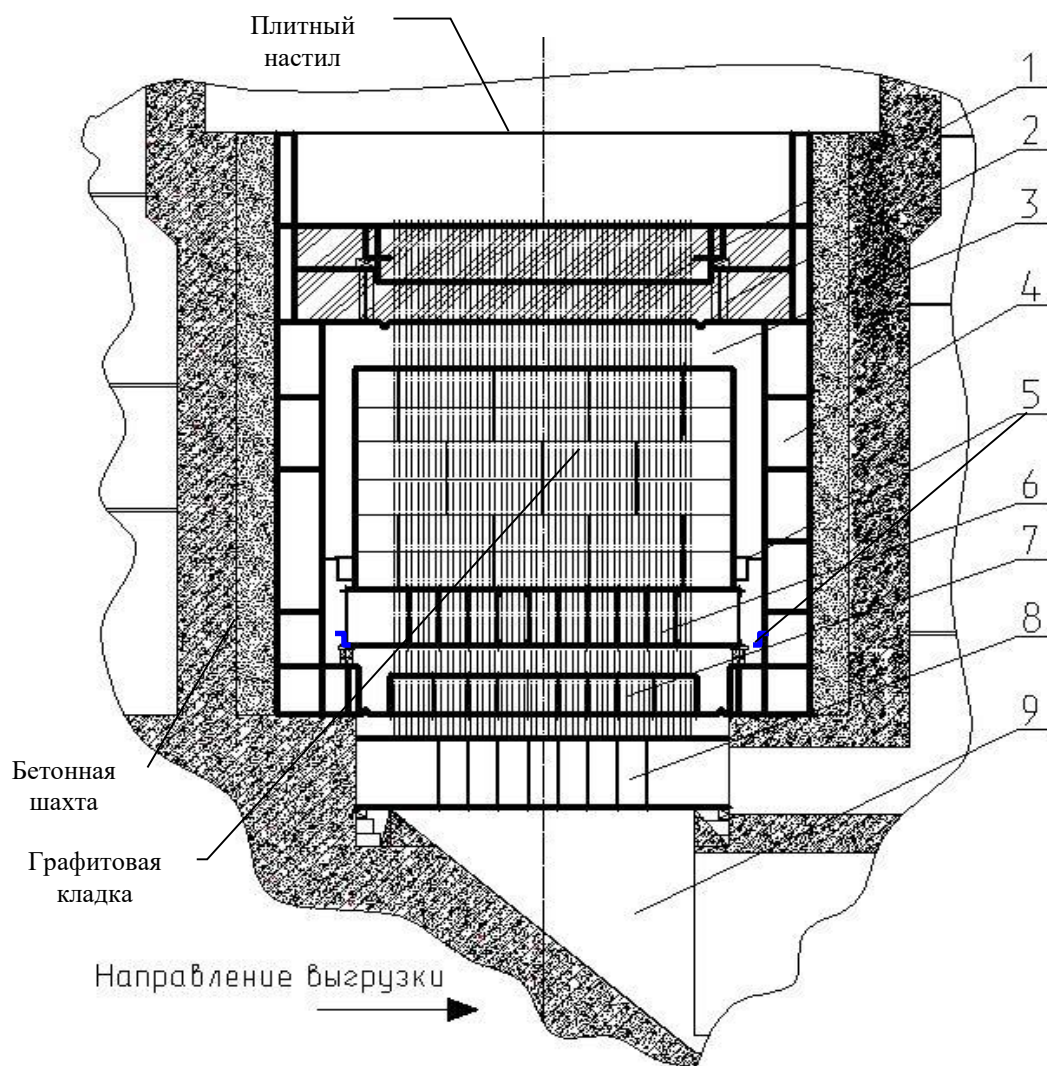 Плитный
настил
1
2
3
4
5
6
7
8
9
Бетонная
шахта
Графитовая
кладка
Направление выгрузки